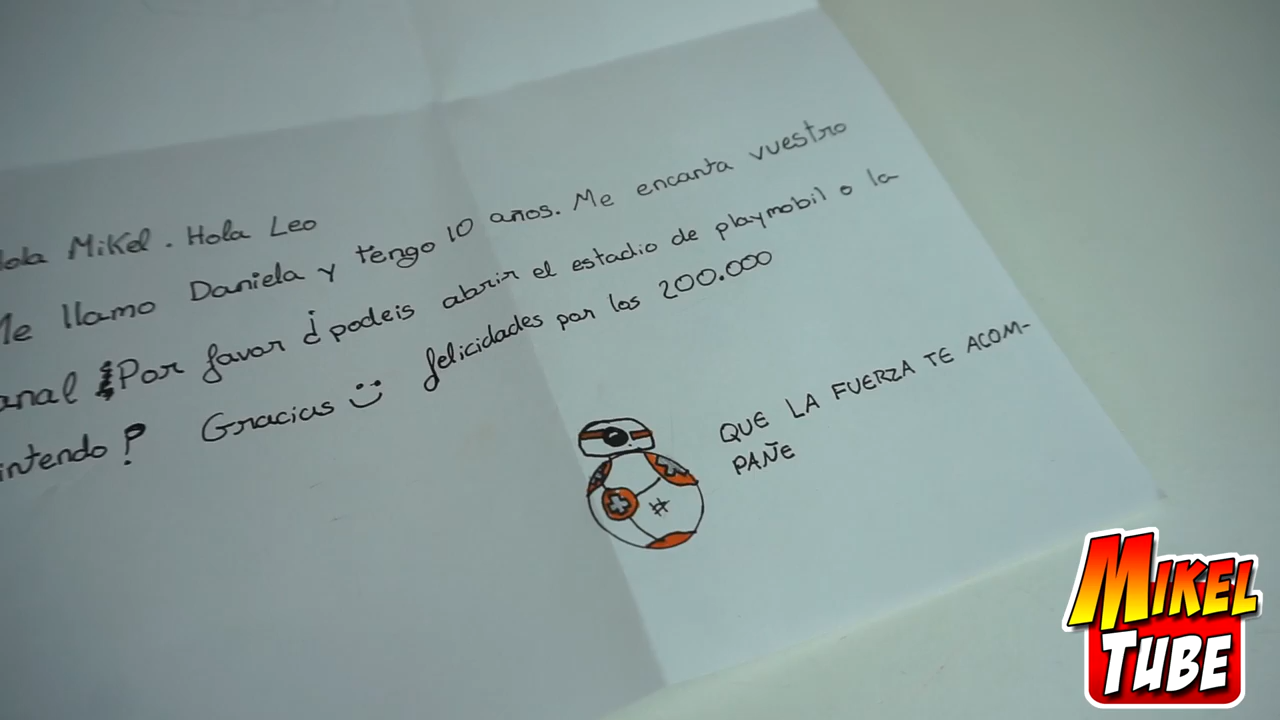 ola Mikel. Hola Leo
Me llamo Daniela y tengo 10 años. Me encanta vuestro
anal ¡Por favor ¿podeis abrir el estadio de playmobil o la
intendo? Gracias :) felicidades por los 200.000
QUE LA FUERZA TE ACOM-
PAÑE
MIKEL
TUBE